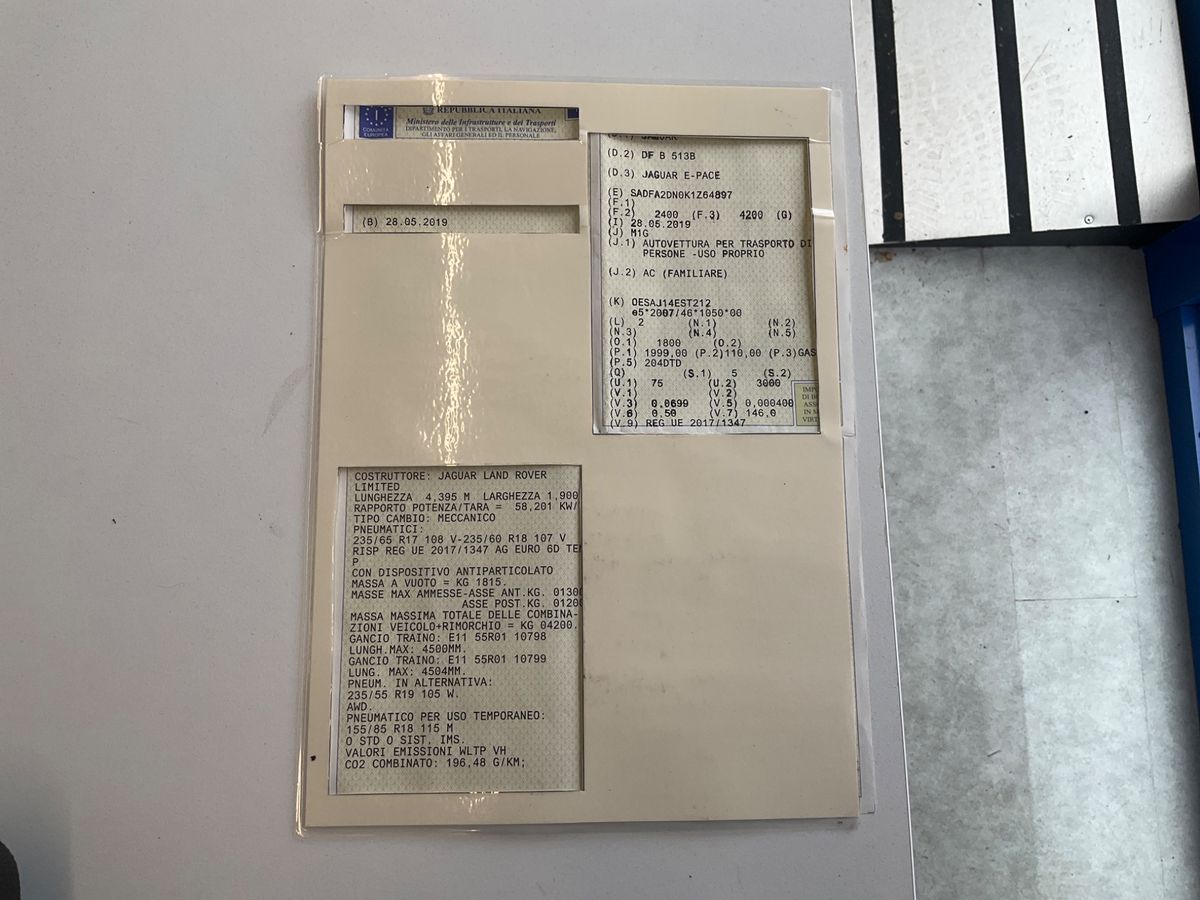 REPUBBLICA ITALIANA
COMUNITÀ
EUROPEA
I
Ministero delle Infrastrutture e dei Trasporti
DIPARTIMENTO PER I TRASPORTI, LA NAVIGAZIONE,
GLI AFFARI GENERALI ED IL PERSONALE
(B) 28.05.2019
JAGUAR
(D.2) DF B 513B
(D.3) JAGUAR E-PACE
(E) SADFA2DN0K1Z64897
(F.1)
(F.2) 2400 (F.3) 4200 (G)
(I) 28.05.2019
(J) M1G
(J.1) AUTOVETTURA PER TRASPORTO DI
PERSONE -USO PROPRIO
(J.2) AC (FAMILIARE)
(K) OESAJ14EST212
e5*2007/46*1050*00
(L) 2 (N.1) (N.2)
(N.3) (N.4) (N.5)
(O.1) 1800 (O.2)
(P.1) 1999,00 (P.2)110,00 (P.3)GAS
(P.5) 204DTD
(Q) (S.1) 5 (S.2)
(U.1) 75 (U.2) 3000
(V.1) (V.2)
(V.3) 0,0699 (V.5) 0,000400
(V.6) 0,50 (V.7) 146,0
(V.9) REG UE 2017/1347
COSTRUTTORE: JAGUAR LAND ROVER
LIMITED
LUNGHEZZA 4,395 M LARGHEZZA 1,900
RAPPORTO POTENZA/TARA = 58,201 KW/
TIPO CAMBIO: MECCANICO
PNEUMATICI:
235/65 R17 108 V-235/60 R18 107 V
RISP REG UE 2017/1347 AG EURO 6D TEM
P
CON DISPOSITIVO ANTIPARTICOLATO
MASSA A VUOTO = KG 1815.
MASSE MAX AMMESSE-ASSE ANT.KG. 0130
ASSE POST.KG. 0120
MASSA MASSIMA TOTALE DELLE COMBINA-
ZIONI VEICOLO+RIMORCHIO = KG 04200.
GANCIO TRAINO: E11 55R01 10798
LUNGH.MAX: 4500MM.
GANCIO TRAINO: E11 55R01 10799
LUNG. MAX: 4504MM.
PNEUM. IN ALTERNATIVA:
235/55 R19 105 W.
AWD.
PNEUMATICO PER USO TEMPORANEO:
155/85 R18 115 M
O STD O SIST. IMS.
VALORI EMISSIONI WLTP VH
CO2 COMBINATO: 196,48 G/KM;